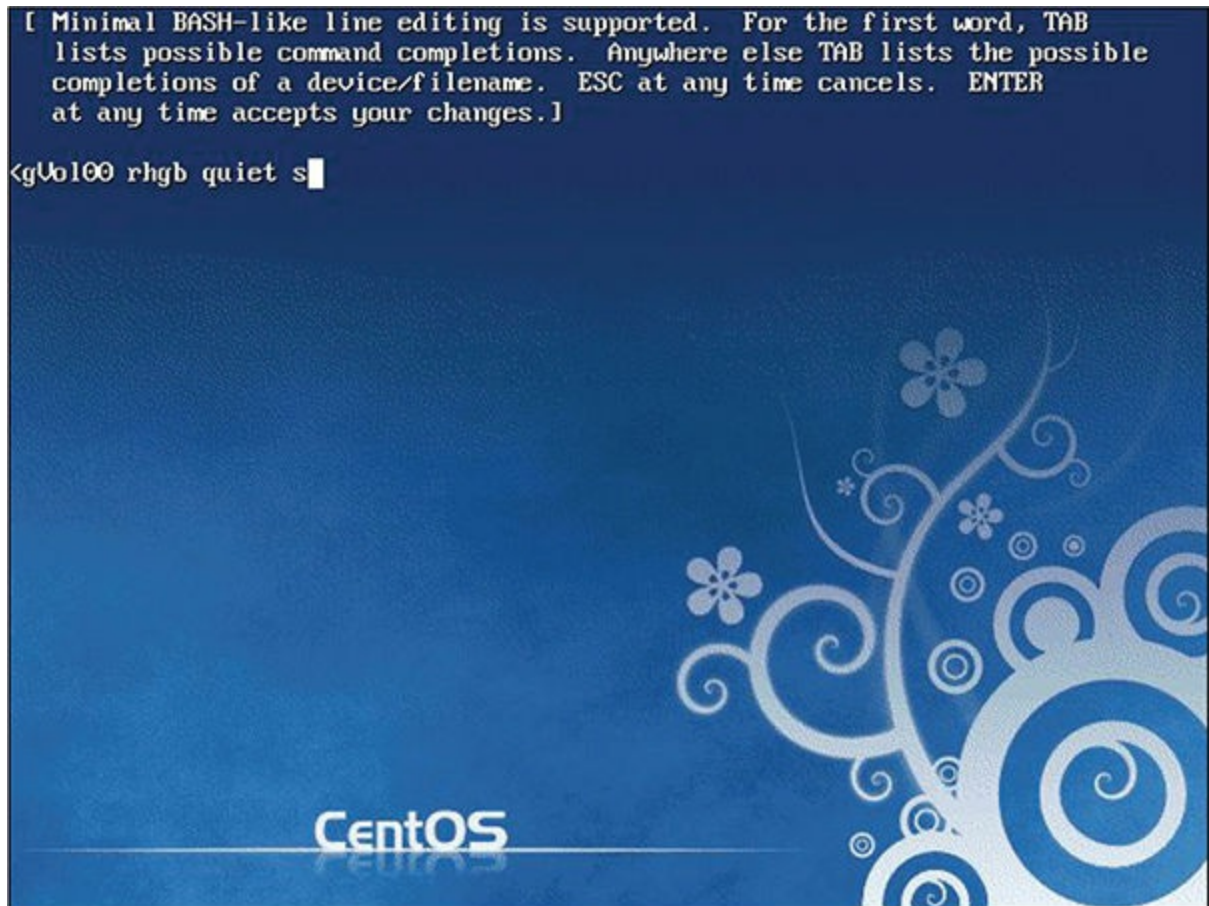 [ Minimal BASH-like line editing is supported.  For the first word, TAB
lists possible command completions.  Anywhere else TAB lists the possible
completions of a device/filename.  ESC at any time cancels.  ENTER
at any time accepts your changes.]
<gVol00 rhgb quiet s
CentOS